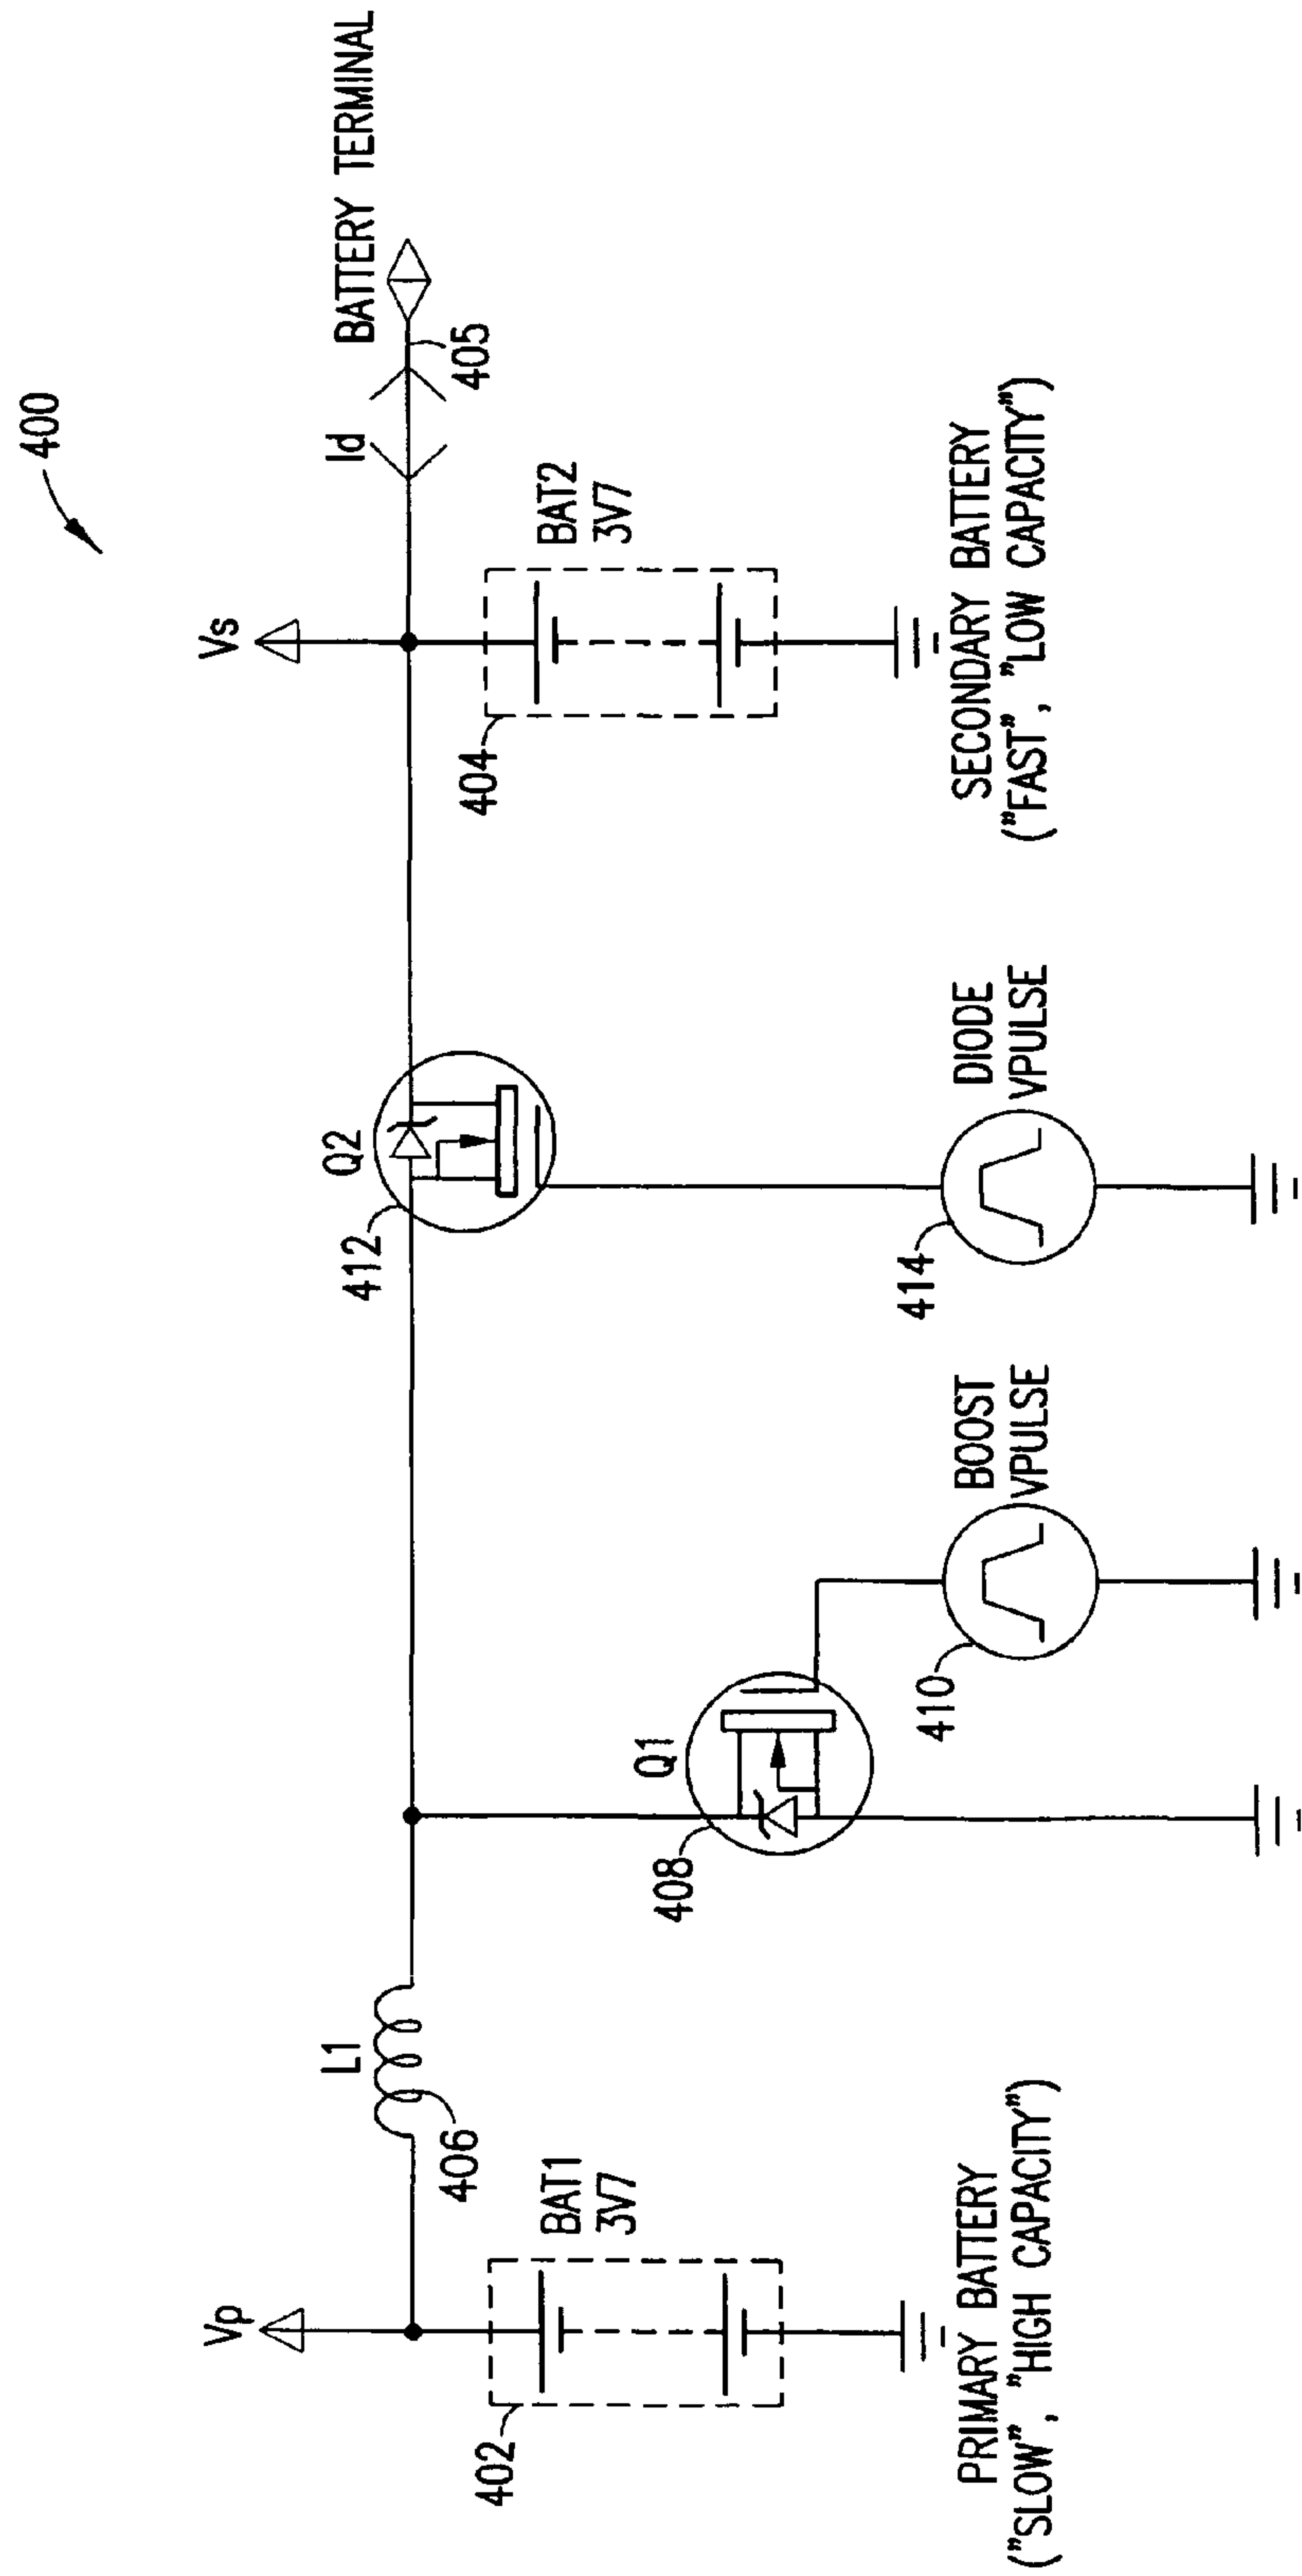 400
Vp
L1
406
BAT1
3V7
402
PRIMARY BATTERY
("SLOW", "HIGH CAPACITY")
Q1
408
BOOST
VPULSE
410
Q2
412
DIODE
VPULSE
414
Vs
BAT2
3V7
404
SECONDARY BATTERY
("FAST", "LOW CAPACITY")
Id
405
BATTERY TERMINAL